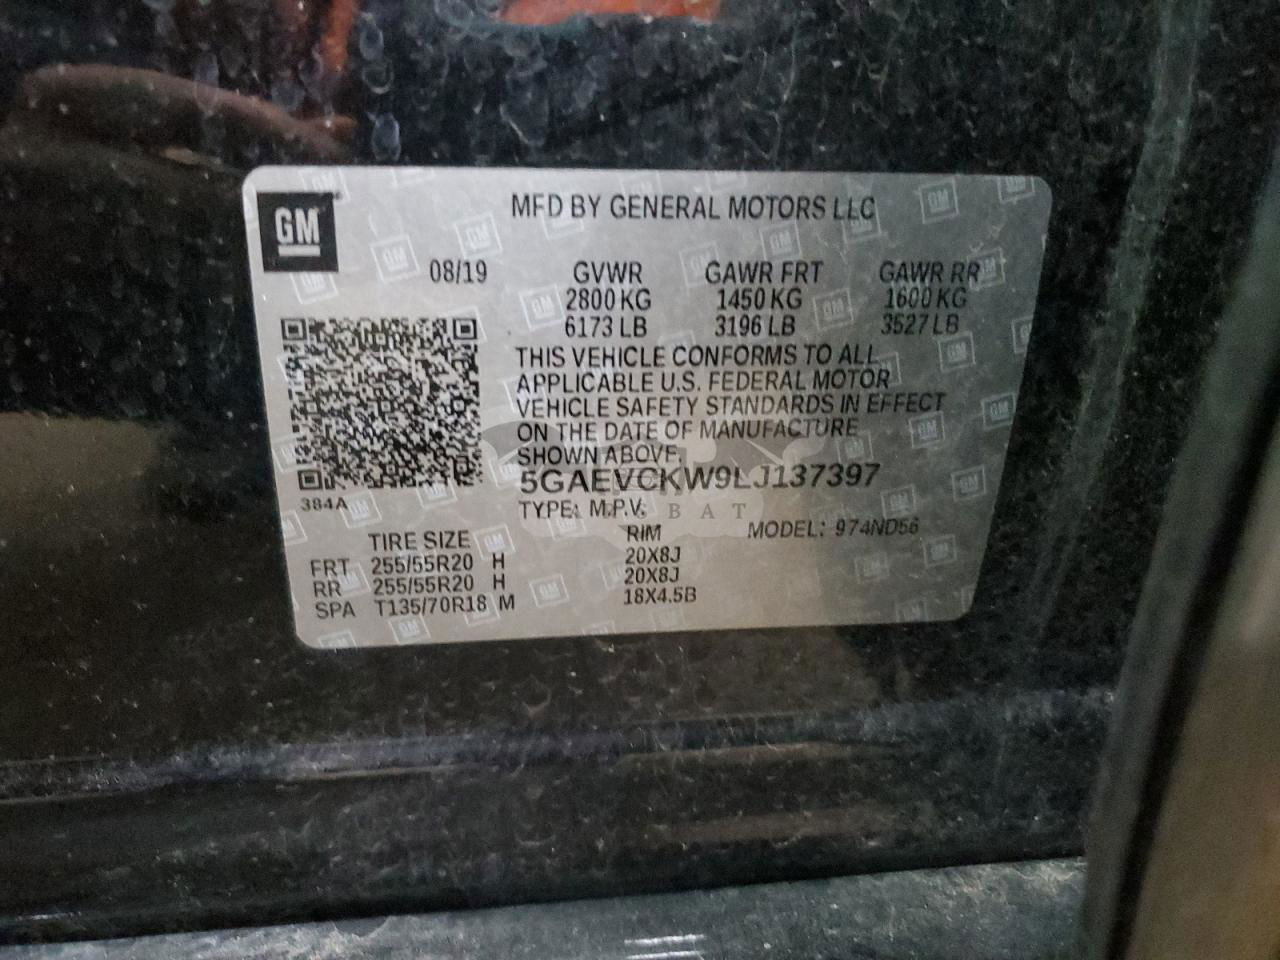 GM
MFD BY GENERAL MOTORS LLC
08/19 GVWR GAWR FRT GAWR RR
2800 KG 1450 KG 1600 KG
6173 LB 3196 LB 3527 LB
THIS VEHICLE CONFORMS TO ALL
APPLICABLE U.S. FEDERAL MOTOR
VEHICLE SAFETY STANDARDS IN EFFECT
ON THE DATE OF MANUFACTURE
SHOWN ABOVE.
5GAEVCKW9LJ137397
384A
TYPE: M.P.V.
TIRE SIZE RIM MODEL: 974ND56
FRT 255/55R20 H 20X8J
RR 255/55R20 H 20X8J
SPA T135/70R18 M 18X4.5B